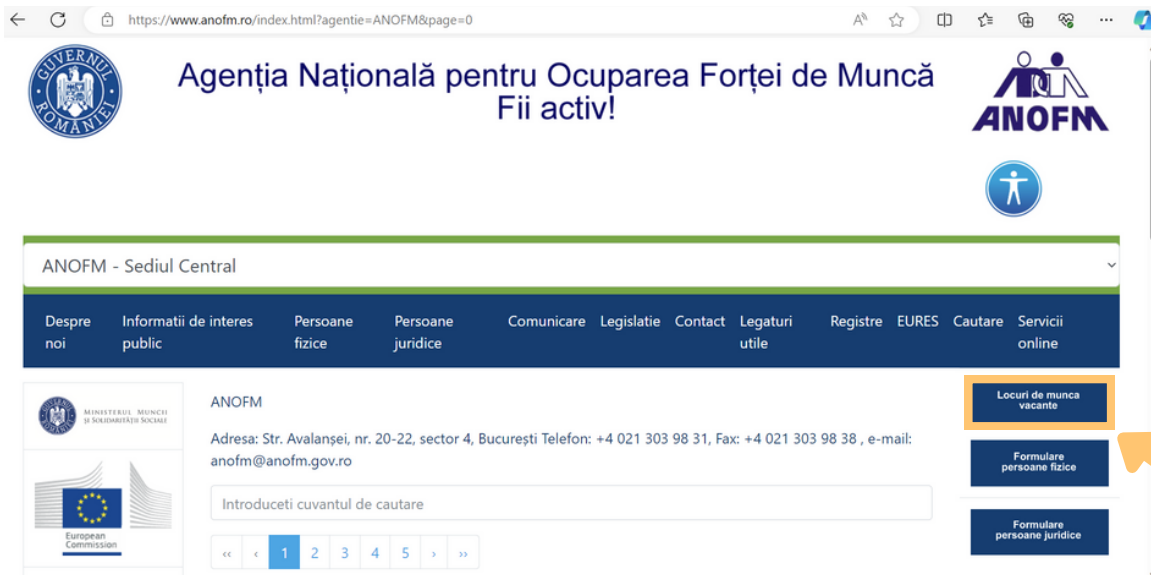 https://www.anofm.ro/index.html?agentie=ANOFM&page=0
GUVERNUL ROMÂNIEI
Agenția Națională pentru Ocuparea Forței de Muncă
Fii activ!
ANOFM
ANOFM - Sediul Central
Despre noi
Informatii de interes public
Persoane fizice
Persoane juridice
Comunicare
Legislatie
Contact
Legaturi utile
Registre
EURES
Cautare
Servicii online
MINISTERUL MUNCII
ȘI SOLIDARITĂȚII SOCIALE
European
Commission
ANOFM
Adresa: Str. Avalanșei, nr. 20-22, sector 4, București Telefon: +4 021 303 98 31, Fax: +4 021 303 98 38 , e-mail:
anofm@anofm.gov.ro
Introduceti cuvantul de cautare
‹‹ ‹ 1 2 3 4 5 › ››
Locuri de munca
vacante
Formulare
persoane fizice
Formulare
persoane juridice